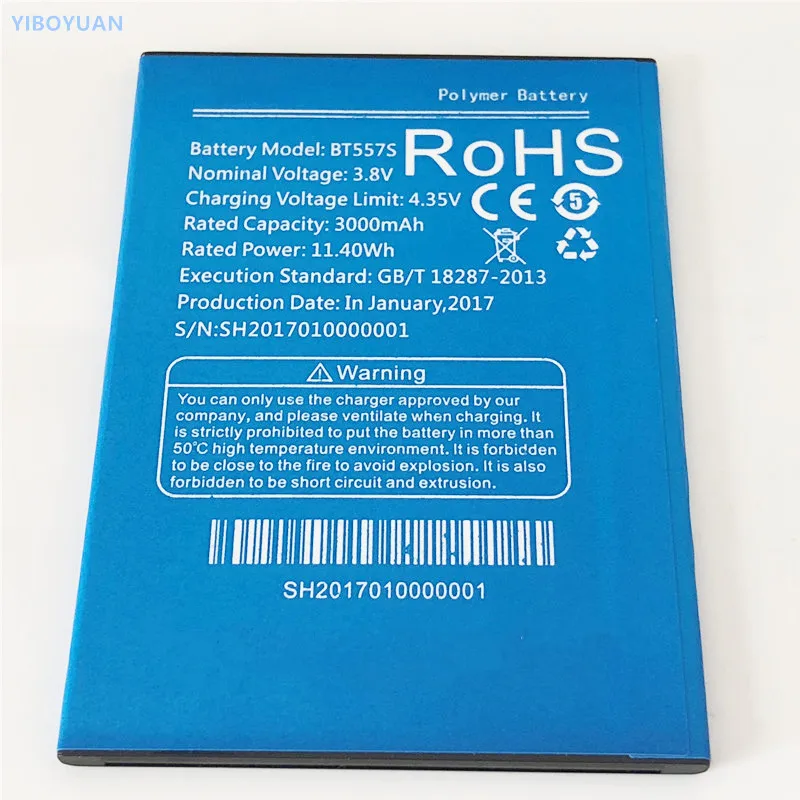 YIBOYUAN
Polymer Battery
Battery Model: BT557S
RoHS
Nominal Voltage: 3.8V
Charging Voltage Limit: 4.35V
CE
5
Rated Capacity: 3000mAh
Rated Power: 11.40Wh
Execution Standard: GB/T 18287-2013
Production Date: In January,2017
S/N:SH2017010000001
Warning
You can only use the charger approved by our
company, and please ventilate when charging. It
is strictly prohibited to put the battery in more than
50℃ high temperature environment. It is forbidden
to be close to the fire to avoid explosion. It is also
forbidden to be short circuit and extrusion.
SH2017010000001